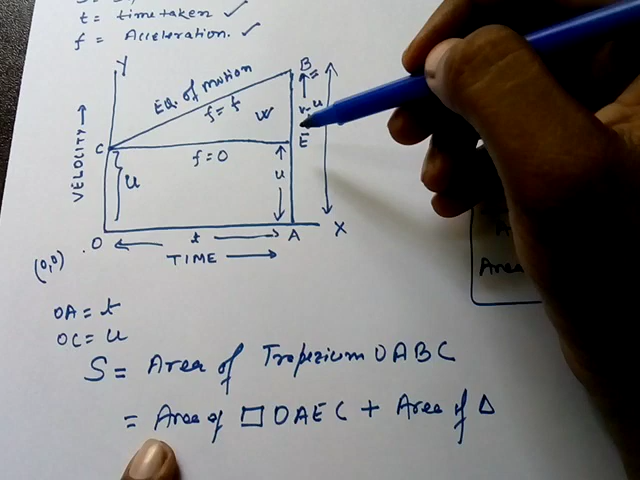 t = time taken ✓
f = Acceleration. ✓
Y
B
Eq. of motion
f = f
W
v-u
C
E
f = 0
VELOCITY →
u
u
O
t
A
X
(0,0)
TIME →
OA = t
OC = u
S = Area of Trapezium OABC
= Area of □ OAEC + Area of Δ
Area